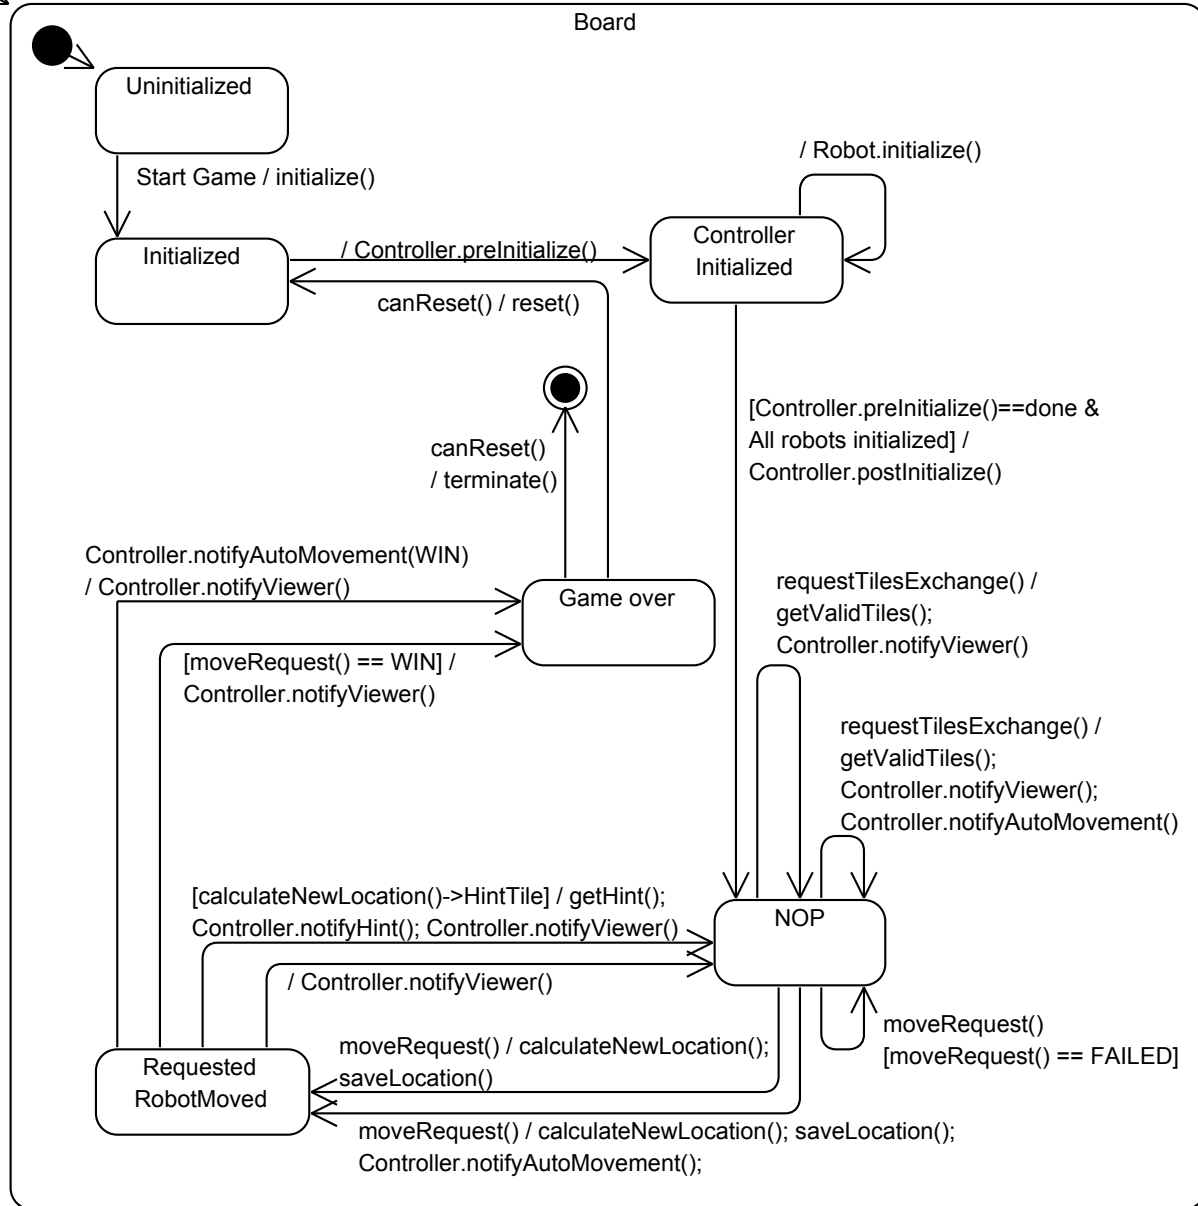 Board
Uninitialized
Start Game / initialize()
/ Robot.initialize()
Initialized
/ Controller.preInitialize()
Controller
Initialized
canReset() / reset()
[Controller.preInitialize()==done &
All robots initialized] /
Controller.postInitialize()
canReset()
/ terminate()
Controller.notifyAutoMovement(WIN)
/ Controller.notifyViewer()
Game over
requestTilesExchange() /
getValidTiles();
Controller.notifyViewer()
[moveRequest() == WIN] /
Controller.notifyViewer()
requestTilesExchange() /
getValidTiles();
Controller.notifyViewer();
Controller.notifyAutoMovement()
[calculateNewLocation()->HintTile] / getHint();
Controller.notifyHint(); Controller.notifyViewer()
NOP
/ Controller.notifyViewer()
moveRequest()
[moveRequest() == FAILED]
Requested
RobotMoved
moveRequest() / calculateNewLocation();
saveLocation()
moveRequest() / calculateNewLocation(); saveLocation();
Controller.notifyAutoMovement();